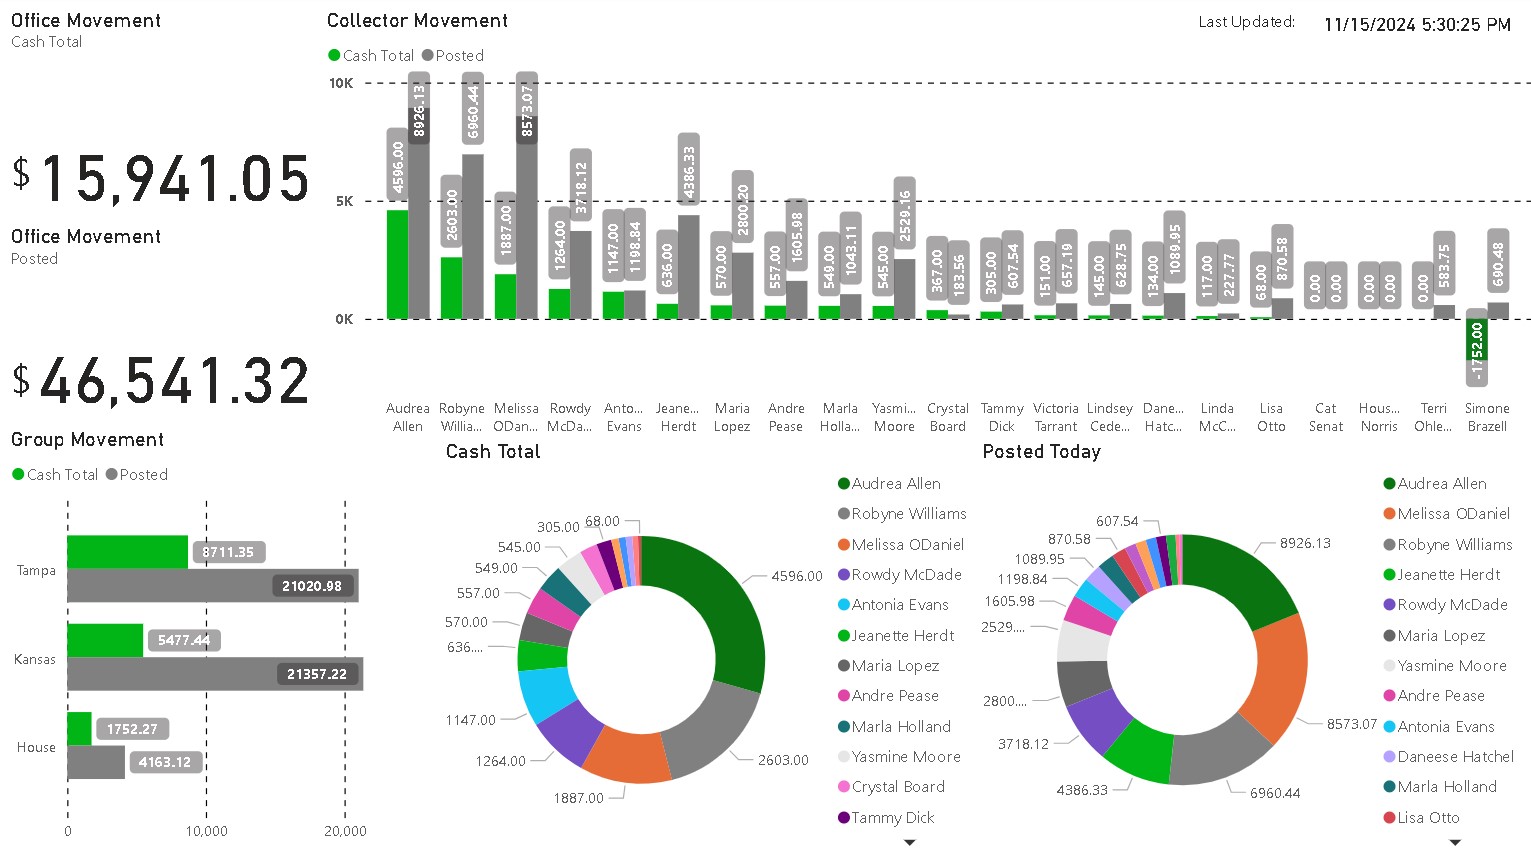 Office Movement
Cash Total
$15,941.05
Office Movement
Posted
$46,541.32
Collector Movement
Last Updated: 11/15/2024 5:30:25 PM
Cash Total Posted
10K
5K
0K
4596.00 8926.13
2603.00 6960.44
1887.00 8573.07
1264.00 3718.12
1147.00 1198.84
636.00 4386.33
570.00 2800.20
557.00 1605.98
549.00 1043.11
545.00 2529.16
367.00 183.56
305.00 607.54
151.00 657.19
145.00 628.75
134.00 1089.95
117.00 227.77
68.00 870.58
0.00 0.00
0.00 0.00
0.00 583.75
-1752.00 690.48
Audrea Allen
Robyne Willia...
Melissa ODan...
Rowdy McDa...
Anto... Evans
Jeane... Herdt
Maria Lopez
Andre Pease
Marla Holla...
Yasmi... Moore
Crystal Board
Tammy Dick
Victoria Tarrant
Lindsey Cede...
Dane... Hatc...
Linda McC...
Lisa Otto
Cat Senat
Hous... Norris
Terri Ohle...
Simone Brazell
Group Movement
Cash Total Posted
Tampa
8711.35
21020.98
Kansas
5477.44
21357.22
House
1752.27
4163.12
0 10,000 20,000
Cash Total
4596.00
2603.00
1887.00
1264.00
1147.00
636....
570.00
557.00
549.00
545.00
305.00
68.00
Audrea Allen
Robyne Williams
Melissa ODaniel
Rowdy McDade
Antonia Evans
Jeanette Herdt
Maria Lopez
Andre Pease
Marla Holland
Yasmine Moore
Crystal Board
Tammy Dick
Posted Today
8926.13
8573.07
6960.44
4386.33
3718.12
2800....
2529....
1605.98
1198.84
1089.95
870.58
607.54
Audrea Allen
Melissa ODaniel
Robyne Williams
Jeanette Herdt
Rowdy McDade
Maria Lopez
Yasmine Moore
Andre Pease
Antonia Evans
Daneese Hatchel
Marla Holland
Lisa Otto